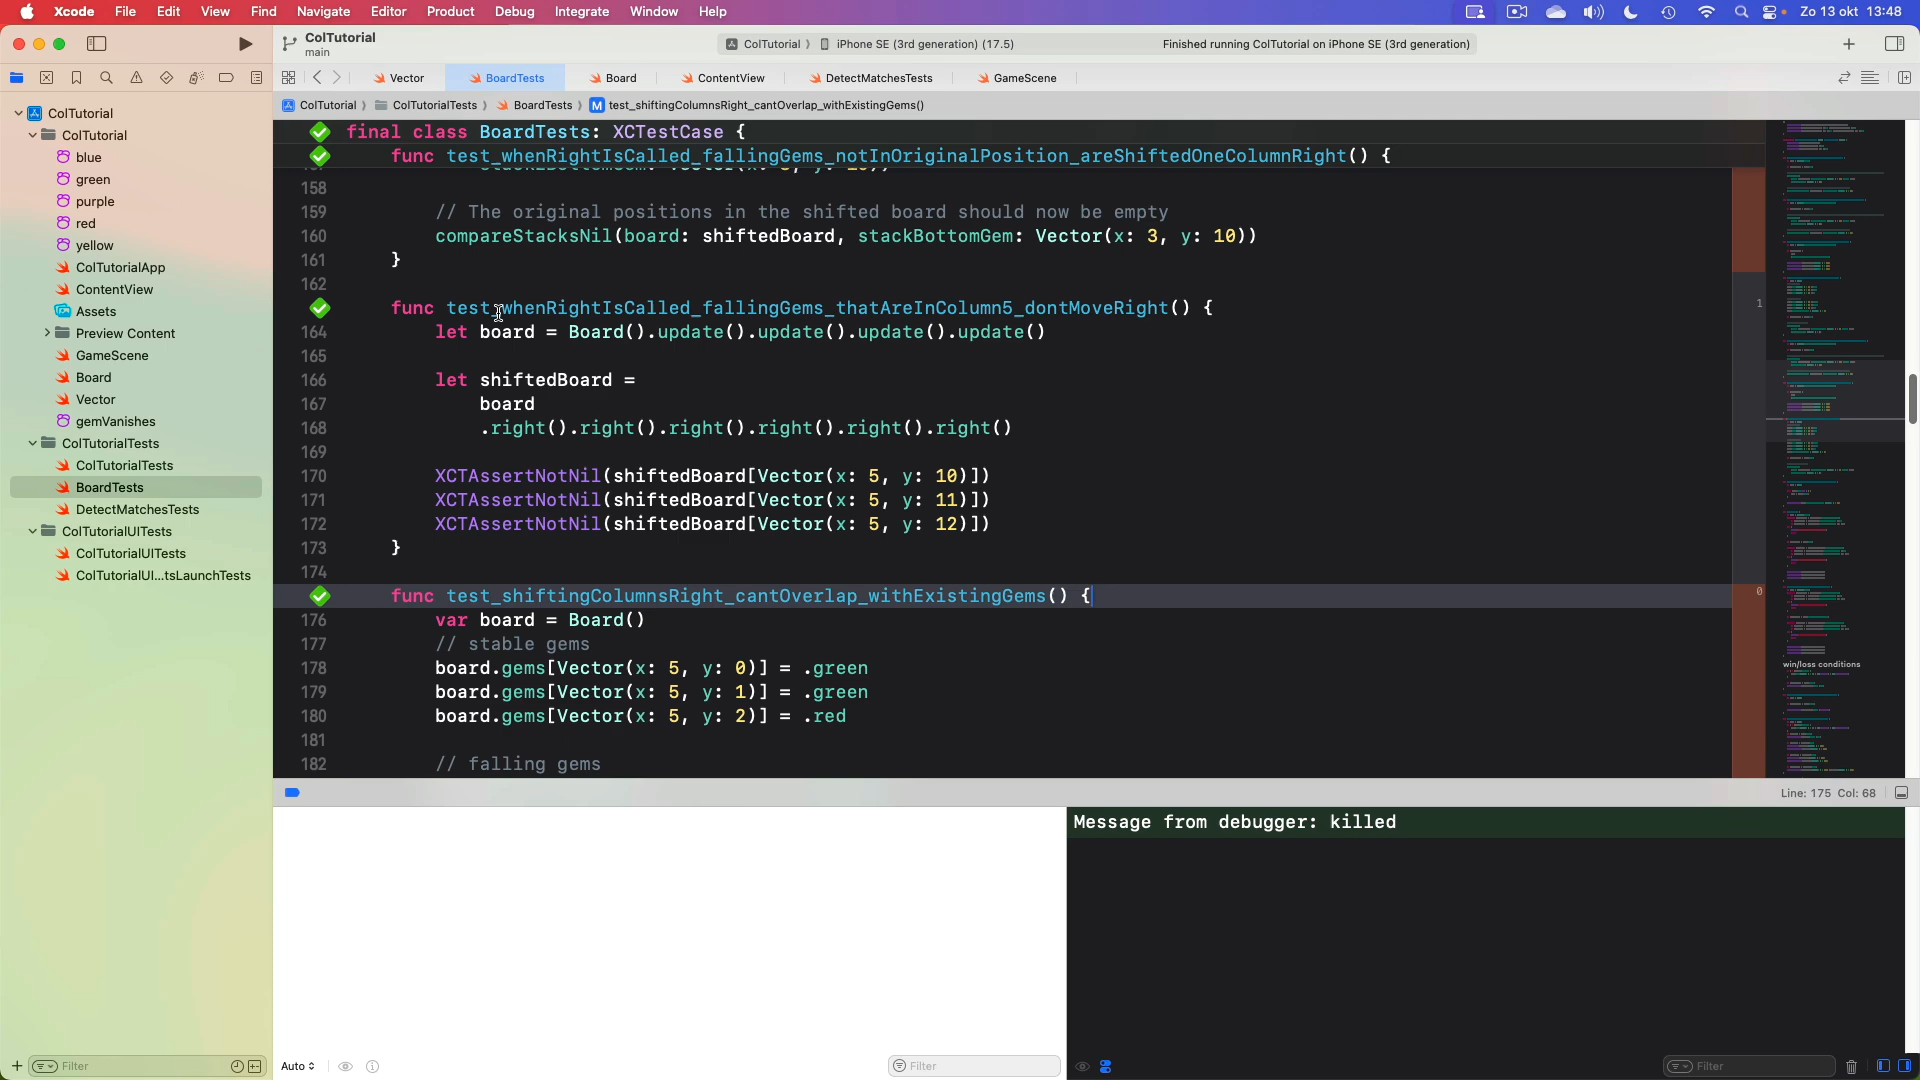 Xcode File Edit View Find Navigate Editor Product Debug Integrate Window Help Zo 13 okt 13:48
ColTutorial
main
ColTutorial iPhone SE (3rd generation) (17.5) Finished running ColTutorial on iPhone SE (3rd generation)
Vector BoardTests Board ContentView DetectMatchesTests GameScene
ColTutorial ColTutorialTests BoardTests M test_shiftingColumnsRight_cantOverlap_withExistingGems()
ColTutorial
ColTutorial
blue
green
purple
red
yellow
ColTutorialApp
ContentView
Assets
Preview Content
GameScene
Board
Vector
gemVanishes
ColTutorialTests
ColTutorialTests
BoardTests
DetectMatchesTests
ColTutorialUITests
ColTutorialUITests
ColTutorialUI...tsLaunchTests
Filter
final class BoardTests: XCTestCase {
func test_whenRightIsCalled_fallingGems_notInOriginalPosition_areShiftedOneColumnRight() {
158
159 // The original positions in the shifted board should now be empty
160 compareStacksNil(board: shiftedBoard, stackBottomGem: Vector(x: 3, y: 10))
161 }
162
func test_whenRightIsCalled_fallingGems_thatAreInColumn5_dontMoveRight() {
164 let board = Board().update().update().update().update()
165
166 let shiftedBoard =
167 board
168 .right().right().right().right().right().right()
169
170 XCTAssertNotNil(shiftedBoard[Vector(x: 5, y: 10)])
171 XCTAssertNotNil(shiftedBoard[Vector(x: 5, y: 11)])
172 XCTAssertNotNil(shiftedBoard[Vector(x: 5, y: 12)])
173 }
174
func test_shiftingColumnsRight_cantOverlap_withExistingGems() {
176 var board = Board()
177 // stable gems
178 board.gems[Vector(x: 5, y: 0)] = .green
179 board.gems[Vector(x: 5, y: 1)] = .green
180 board.gems[Vector(x: 5, y: 2)] = .red
181
182 // falling gems
1
0
win/loss conditions
Line: 175 Col: 68
Message from debugger: killed
Auto Filter Filter